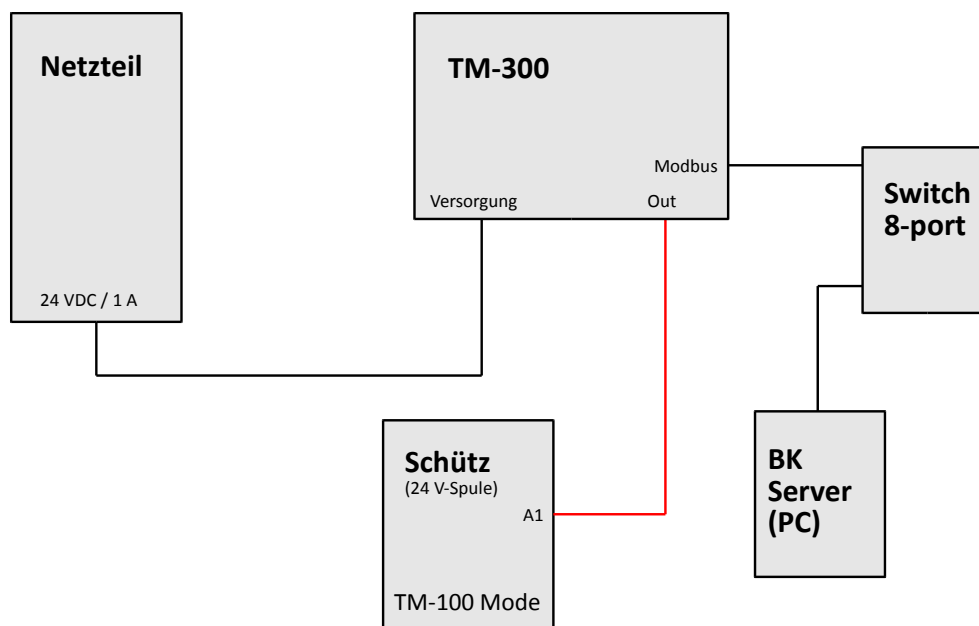 Netzteil
24 VDC / 1 A
TM-300
Modbus
Versorgung
Out
Switch
8-port
Schütz
(24 V-Spule)
A1
TM-100 Mode
BK
Server
(PC)